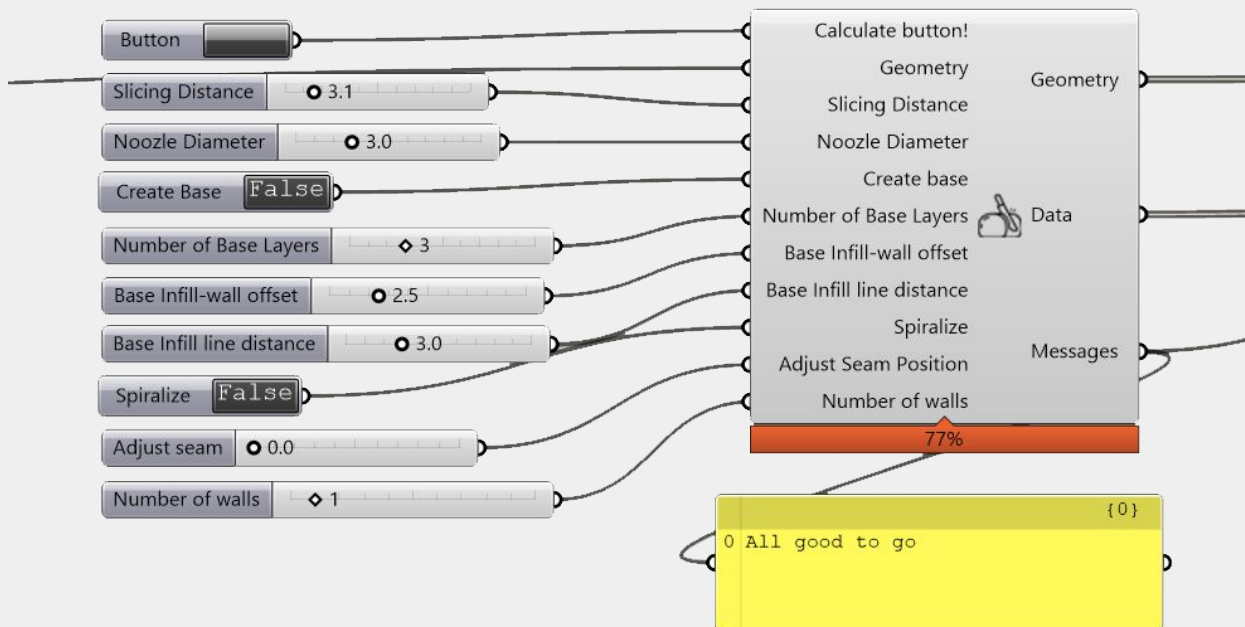 Button
Slicing Distance
3.1
Noozle Diameter
3.0
Create Base
False
Number of Base Layers
3
Base Infill-wall offset
2.5
Base Infill line distance
3.0
Spiralize
False
Adjust seam
0.0
Number of walls
1
Calculate button!
Geometry
Slicing Distance
Noozle Diameter
Create base
Number of Base Layers
Base Infill-wall offset
Base Infill line distance
Spiralize
Adjust Seam Position
Number of walls
Geometry
Data
Messages
77%
{0}
0 All good to go